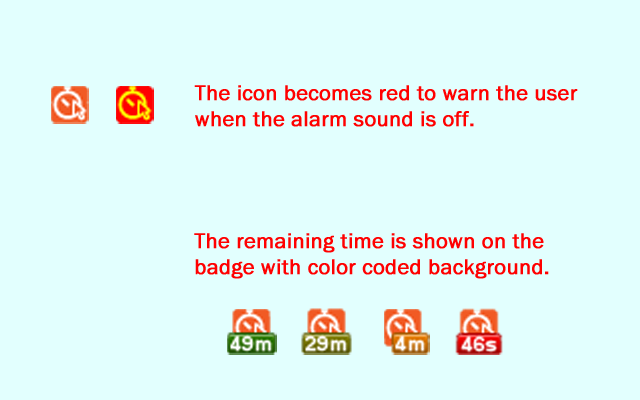 The icon becomes red to warn the user
when the alarm sound is off.
The remaining time is shown on the
badge with color coded background.
49m 29m 4m 46s